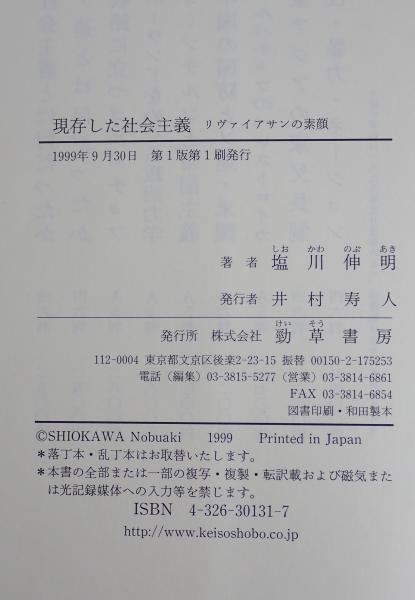 現存した社会主義 リヴァイアサンの素顔
1999年9月30日 第1版第1刷発行
しお かわ のぶ あき
著者 塩川伸明
発行者 井村寿人
けい そう
発行所 株式会社 勁草書房
112-0004 東京都文京区後楽2-23-15 振替 00150-2-175253
電話(編集)03-3815-5277(営業)03-3814-6861
FAX 03-3814-6854
図書印刷・和田製本
©SHIOKAWA Nobuaki 1999 Printed in Japan
*落丁本・乱丁本はお取替いたします。
*本書の全部または一部の複写・複製・転訳載および磁気また
は光記録媒体への入力等を禁じます。
ISBN 4-326-30131-7
http://www.keisoshobo.co.jp